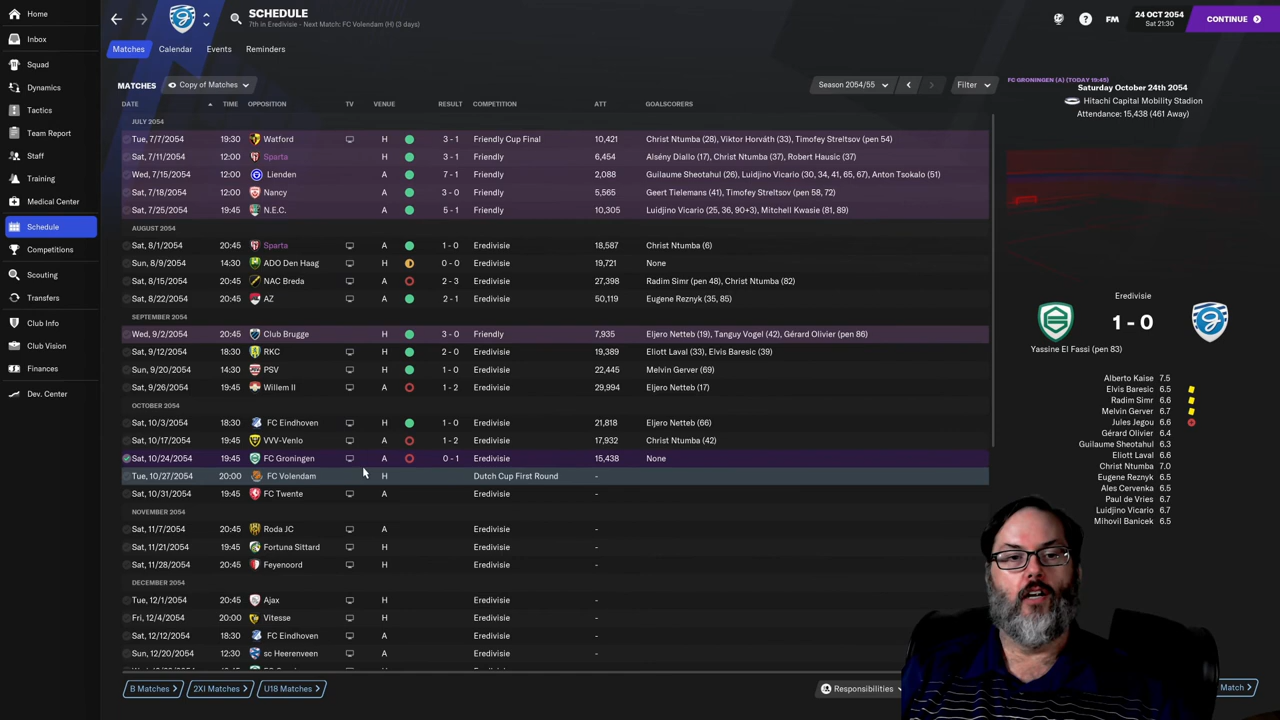 Home
Inbox
Squad
Dynamics
Tactics
Team Report
Staff
Training
Medical Center
Schedule
Competitions
Scouting
Transfers
Club Info
Club Vision
Finances
Dev. Center
SCHEDULE
7th in Eredivisie - Next Match: FC Volendam (H) (3 days)
FM
24 OCT 2054
Sat 21:30
CONTINUE
Matches Calendar Events Reminders
MATCHES Copy of Matches Season 2054/55 Filter
DATE TIME OPPOSITION TV VENUE RESULT COMPETITION ATT GOALSCORERS
JULY 2054
Tue, 7/7/2054 19:30 Watford H 3 - 1 Friendly Cup Final 10,421 Christ Ntumba (28), Viktor Horváth (33), Timofey Streltsov (pen 54)
Sat, 7/11/2054 12:00 Sparta H 3 - 1 Friendly 6,454 Alsény Diallo (17), Christ Ntumba (37), Robert Hausic (37)
Wed, 7/15/2054 12:00 Lienden A 7 - 1 Friendly 2,088 Guillaume Sheotahul (26), Luidjino Vicario (30, 34, 41, 65, 67), Anton Tsokalo (51)
Sat, 7/18/2054 12:00 Nancy A 3 - 0 Friendly 5,565 Geert Tielemans (41), Timofey Streltsov (pen 58, 72)
Sat, 7/25/2054 19:45 N.E.C. A 5 - 1 Friendly 10,305 Luidjino Vicario (25, 36, 90+3), Mitchell Kwasie (81, 89)
AUGUST 2054
Sat, 8/1/2054 20:45 Sparta A 1 - 0 Eredivisie 18,587 Christ Ntumba (6)
Sun, 8/9/2054 14:30 ADO Den Haag H 0 - 0 Eredivisie 19,721 None
Sat, 8/15/2054 20:45 NAC Breda A 2 - 3 Eredivisie 27,398 Radim Simr (pen 48), Christ Ntumba (82)
Sat, 8/22/2054 20:45 AZ A 2 - 1 Eredivisie 50,119 Eugene Reznyk (35, 85)
SEPTEMBER 2054
Wed, 9/2/2054 20:45 Club Brugge H 3 - 0 Friendly 7,935 Eljero Netteb (19), Tanguy Vogel (42), Gérard Olivier (pen 86)
Sat, 9/12/2054 18:30 RKC H 2 - 0 Eredivisie 19,389 Eliott Laval (33), Elvis Baresic (39)
Sun, 9/20/2054 14:30 PSV H 1 - 0 Eredivisie 22,445 Melvin Gerver (69)
Sat, 9/26/2054 19:45 Willem II A 1 - 2 Eredivisie 29,994 Eljero Netteb (17)
OCTOBER 2054
Sat, 10/3/2054 18:30 FC Eindhoven H 1 - 0 Eredivisie 21,818 Eljero Netteb (66)
Sat, 10/17/2054 19:45 VVV-Venlo A 1 - 2 Eredivisie 17,932 Christ Ntumba (42)
Sat, 10/24/2054 19:45 FC Groningen A 0 - 1 Eredivisie 15,438 None
Tue, 10/27/2054 20:00 FC Volendam H Dutch Cup First Round -
Sat, 10/31/2054 19:45 FC Twente A Eredivisie -
NOVEMBER 2054
Sat, 11/7/2054 20:45 Roda JC A Eredivisie -
Sat, 11/21/2054 19:45 Fortuna Sittard H Eredivisie -
Sat, 11/28/2054 20:45 Feyenoord H Eredivisie -
DECEMBER 2054
Tue, 12/1/2054 20:45 Ajax H Eredivisie -
Fri, 12/4/2054 20:00 Vitesse H Eredivisie -
Sat, 12/12/2054 18:30 FC Eindhoven A Eredivisie -
Sun, 12/20/2054 12:30 sc Heerenveen A Eredivisie -
B Matches 2XI Matches U18 Matches Responsibilities Match
FC GRONINGEN (A) (TODAY 19:45)
Saturday October 24th 2054
Hitachi Capital Mobility Stadion
Attendance: 15,438 (461 Away)
Eredivisie
1 - 0
Yassine El Fassi (pen 83)
Alberto Kaise 7.5
Elvis Baresic 6.5
Radim Simr 6.6
Melvin Gerver 6.7
Jules Jegou 6.6
Gérard Olivier 6.4
Guillaume Sheotahul 6.3
Eliott Laval 6.6
Christ Ntumba 7.0
Eugene Reznyk 6.5
Ales Cervenka 6.5
Paul de Vries 6.7
Luidjino Vicario 6.7
Mihovil Banicek 6.5